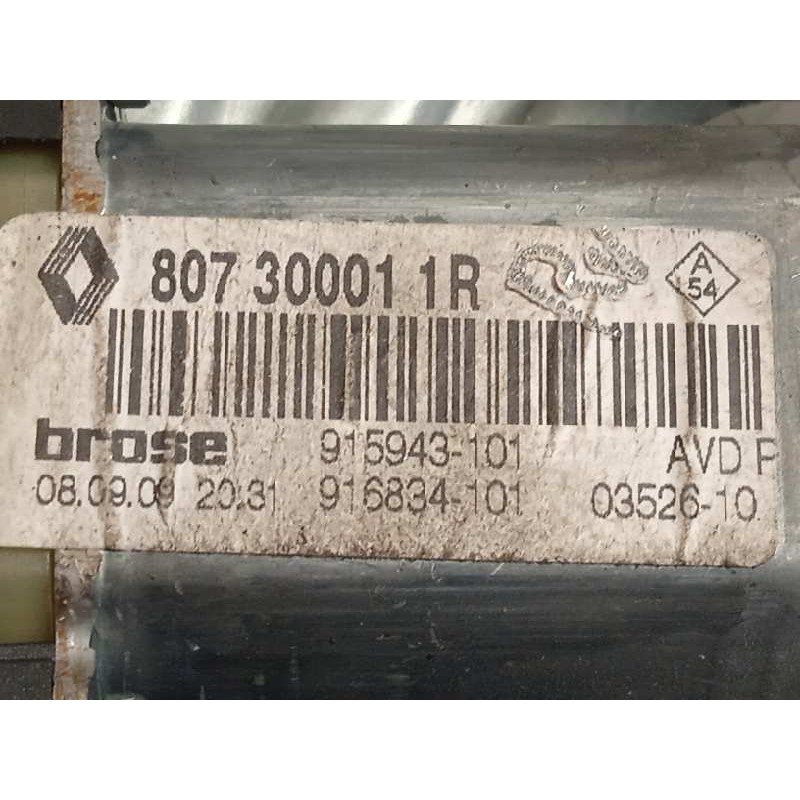 807 30001 1R
A
54
brose 915943-101 AVD P
08.09.09 20:31 916834-101 03526-10